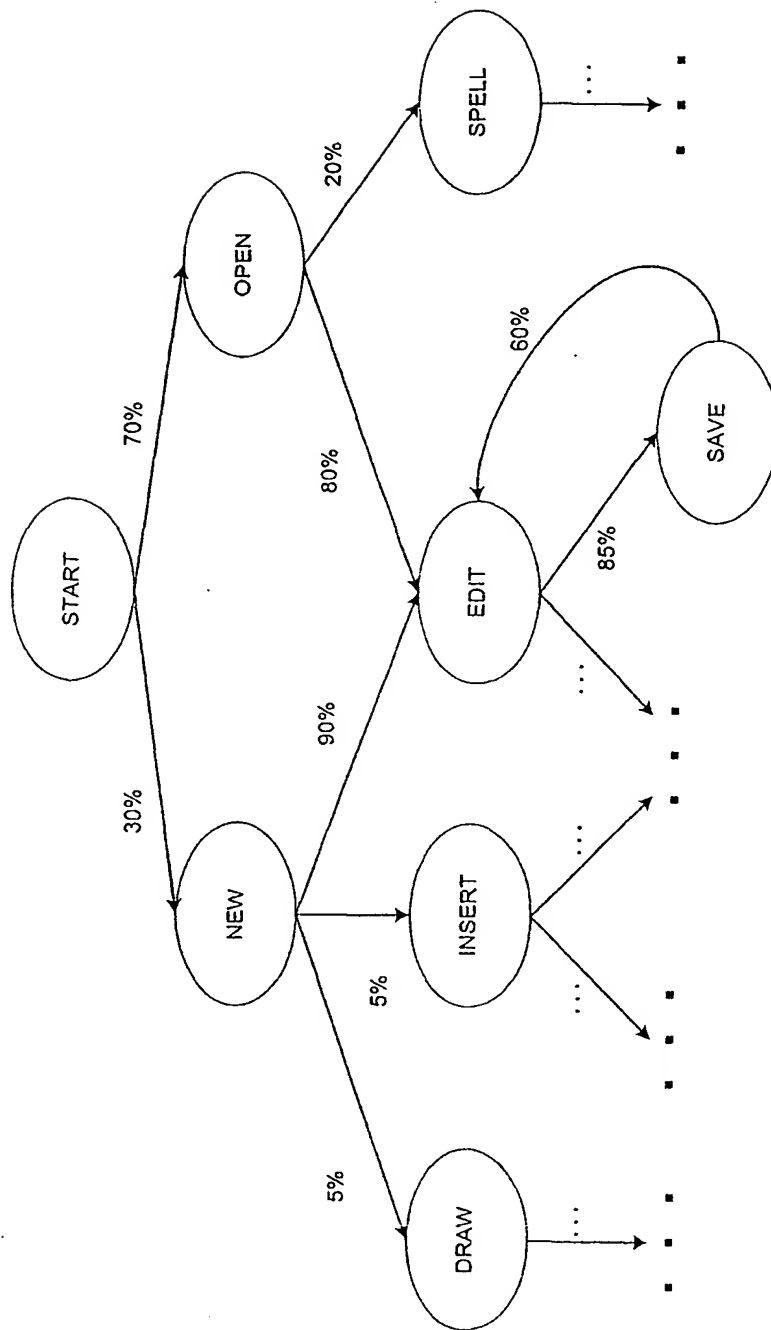 START
30%
70%
NEW
OPEN
5%
5%
90%
80%
20%
DRAW
INSERT
EDIT
SPELL
...
...
...
...
85%
60%
...
SAVE